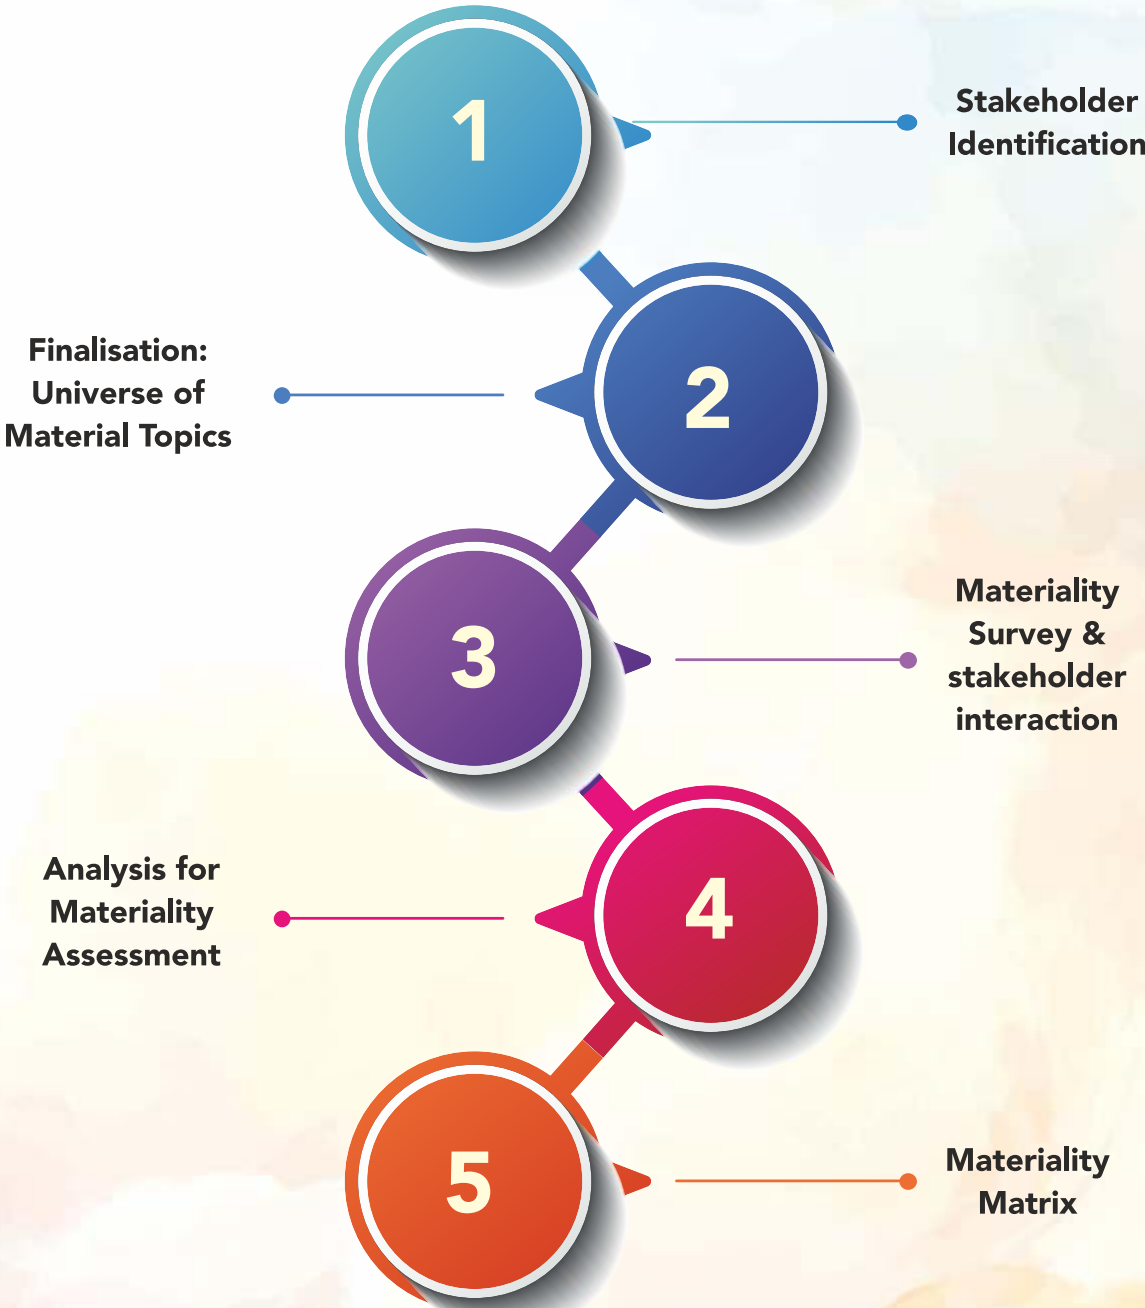 1
Stakeholder
Identification
2
Finalisation:
Universe of
Material Topics
3
Materiality
Survey &
stakeholder
interaction
4
Analysis for
Materiality
Assessment
5
Materiality
Matrix